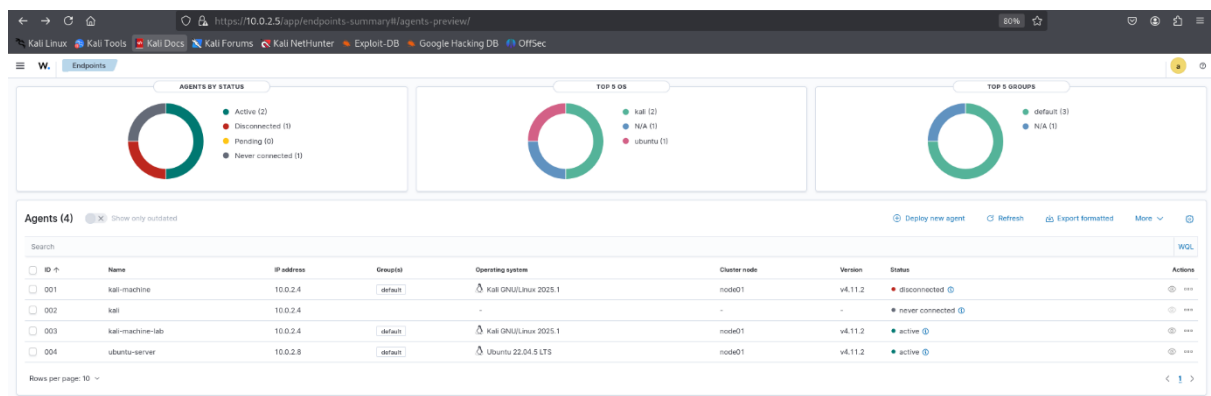 https://10.0.2.5/app/endpoints-summary#/agents-preview/
80%
Kali Linux Kali Tools Kali Docs Kali Forums Kali NetHunter Exploit-DB Google Hacking DB OffSec
W. Endpoints a
AGENTS BY STATUS
Active (2)
Disconnected (1)
Pending (0)
Never connected (1)
TOP 5 OS
kali (2)
N/A (1)
ubuntu (1)
TOP 5 GROUPS
default (3)
N/A (1)
Agents (4) Show only outdated Deploy new agent Refresh Export formatted More
Search WQL
ID Name IP address Group(s) Operating system Cluster node Version Status Actions
001 kali-machine 10.0.2.4 default Kali GNU/Linux 2025.1 node01 v4.11.2 disconnected
002 kali 10.0.2.4 - - - never connected
003 kali-machine-lab 10.0.2.4 default Kali GNU/Linux 2025.1 node01 v4.11.2 active
004 ubuntu-server 10.0.2.8 default Ubuntu 22.04.5 LTS node01 v4.11.2 active
Rows per page: 10 < 1 >